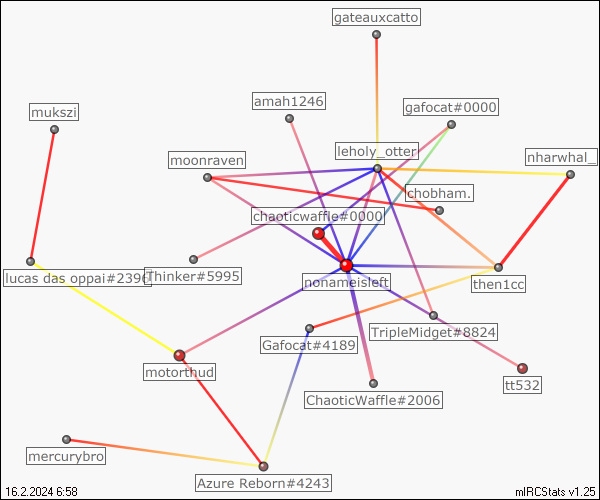 gateauxcatto
amah1246
gafocat#0000
mukszi
leholy_otter
nharwhal_
moonraven
chobham.
chaoticwaffle#0000
lucas das oppai#2396
Thinker#5995
nonameisleft
then1cc
TripleMidget#8824
Gafocat#4189
motorthud
tt532
ChaoticWaffle#2006
mercurybro
Azure Reborn#4243
16.2.2024 6:58
mIRCStats v1.25